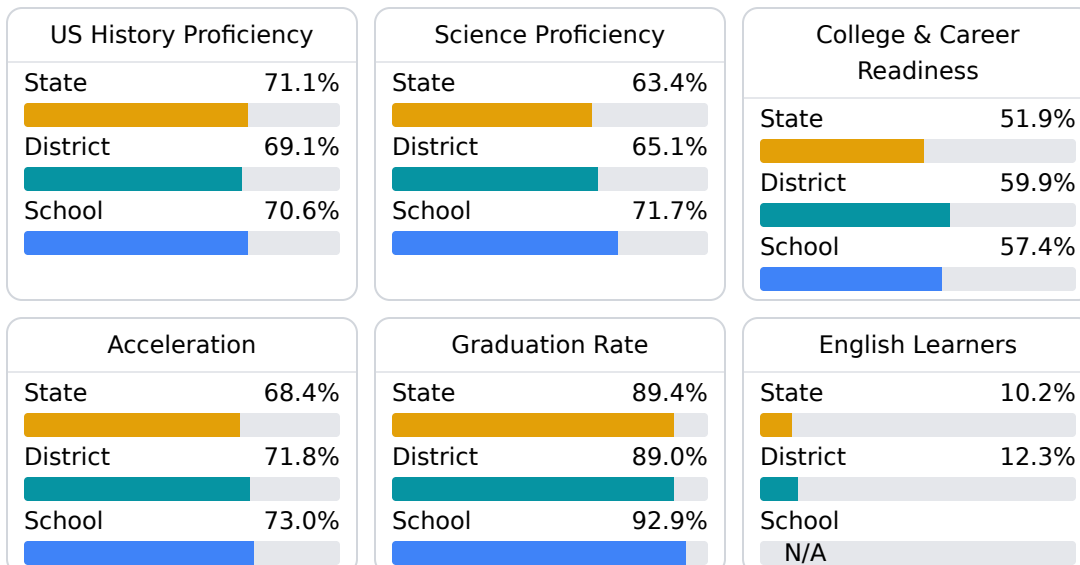 US History Proficiency
State 71.1%
District 69.1%
School 70.6%
Science Proficiency
State 63.4%
District 65.1%
School 71.7%
College & Career
Readiness
State 51.9%
District 59.9%
School 57.4%
Acceleration
State 68.4%
District 71.8%
School 73.0%
Graduation Rate
State 89.4%
District 89.0%
School 92.9%
English Learners
State 10.2%
District 12.3%
School
N/A